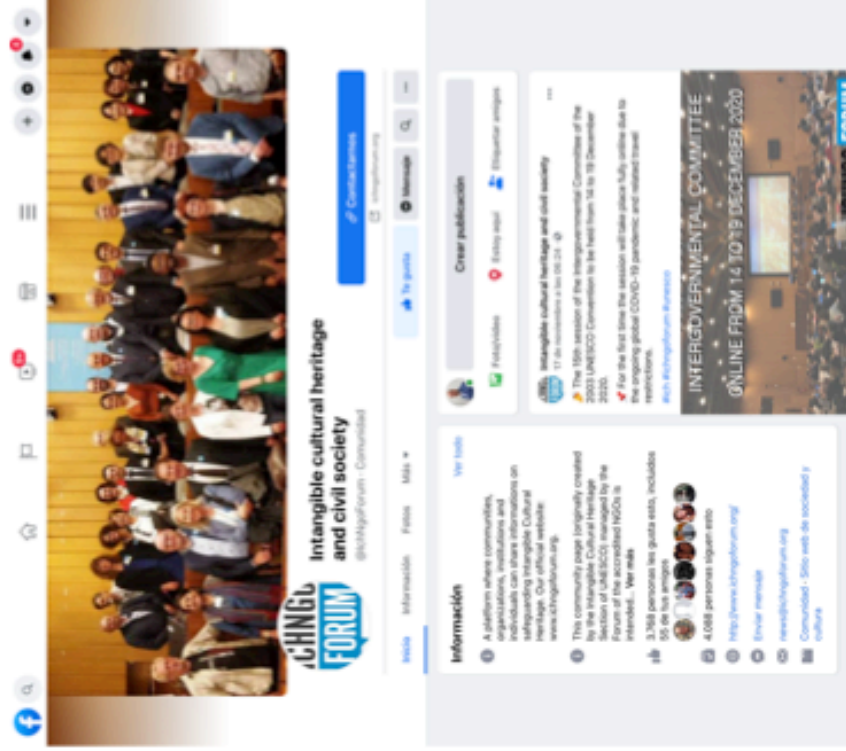 Contactarnos
ichngoforum.org
ICHNGO
FORUM
Intangible cultural heritage
and civil society
@IchNgoForum · Comunidad
Inicio
Información
Fotos
Más
Te gusta
Mensaje
Información
Ver todo
A platform where communities,
organizations, institutions and
individuals can share informations on
safeguarding Intangible Cultural
Heritage. Our official website:
www.ichngoforum.org.
This community page (originally created
by the Intangible Cultural Heritage
Section of UNESCO) managed by the
Forum of the accredited NGOs is
intended... Ver más
3.768 personas les gusta esto, incluidos
55 de tus amigos
4.068 personas siguen esto
http://www.ichngoforum.org/
Enviar mensaje
news@ichngoforum.org
Comunidad · Sitio web de sociedad y
cultura
Crear publicación
Foto/video
Estoy aquí
Etiquetar amigos
Intangible cultural heritage and civil society
17 de noviembre a las 06:24
The 15th session of the Intergovernmental Committee of the
2003 UNESCO Convention to be held from 14 to 19 December
2020.
For the first time the session will take place fully online due to
the ongoing global COVID-19 pandemic and related travel
restrictions.
#ich #ichngoforum #unesco
INTERGOVERNMENTAL COMMITTEE
ONLINE FROM 14 TO 19 DECEMBER 2020
FORUM